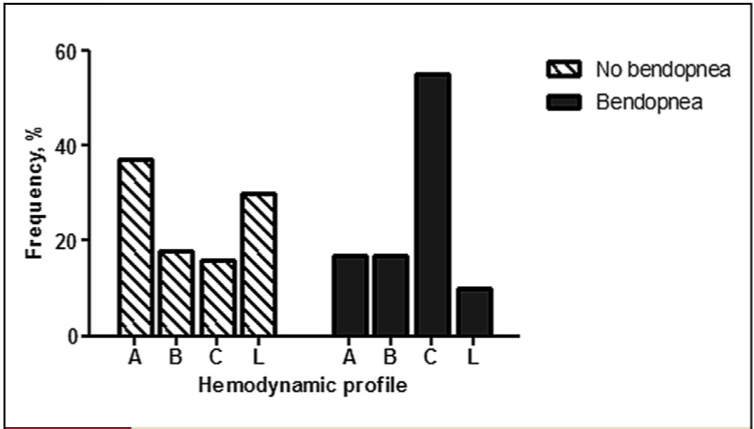 60
40
20
0
Frequency, %
A B C L A B C L
Hemodynamic profile
No bendopnea
Bendopnea